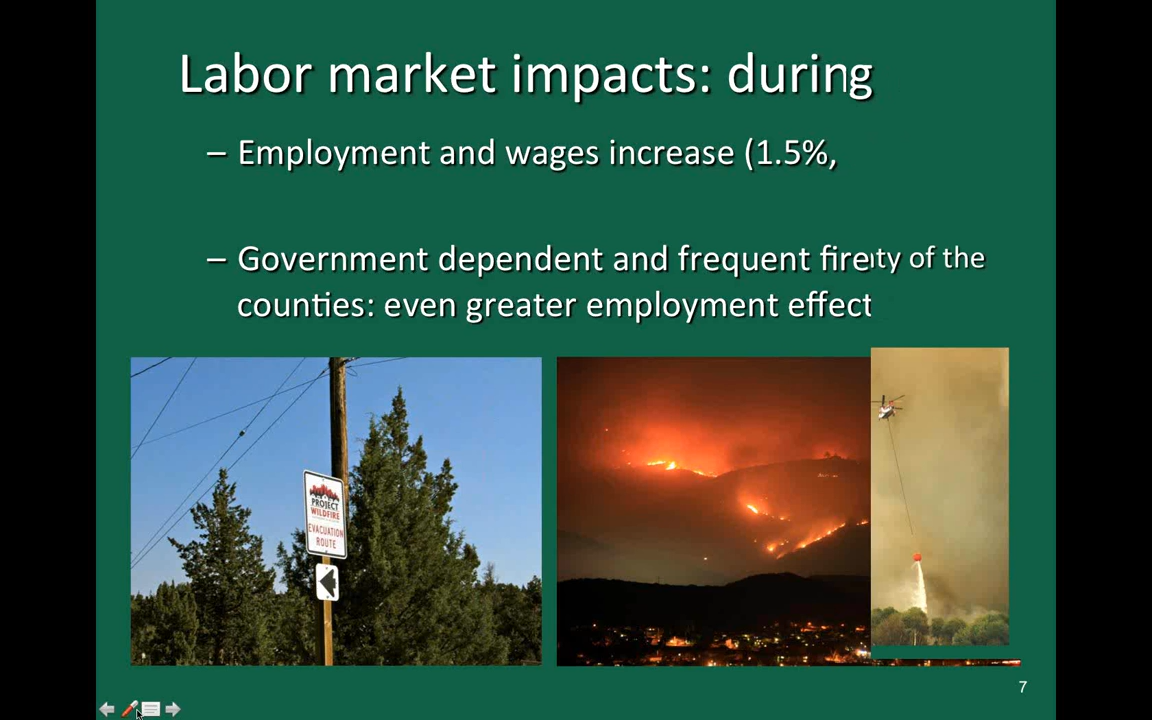 Labor market impacts: during
– Employment and wages increase (1.5%,
– Government dependent and frequent fire
ty of the
counties: even greater employment effect
PROJECT
WILDFIRE
EVACUATION
ROUTE
7